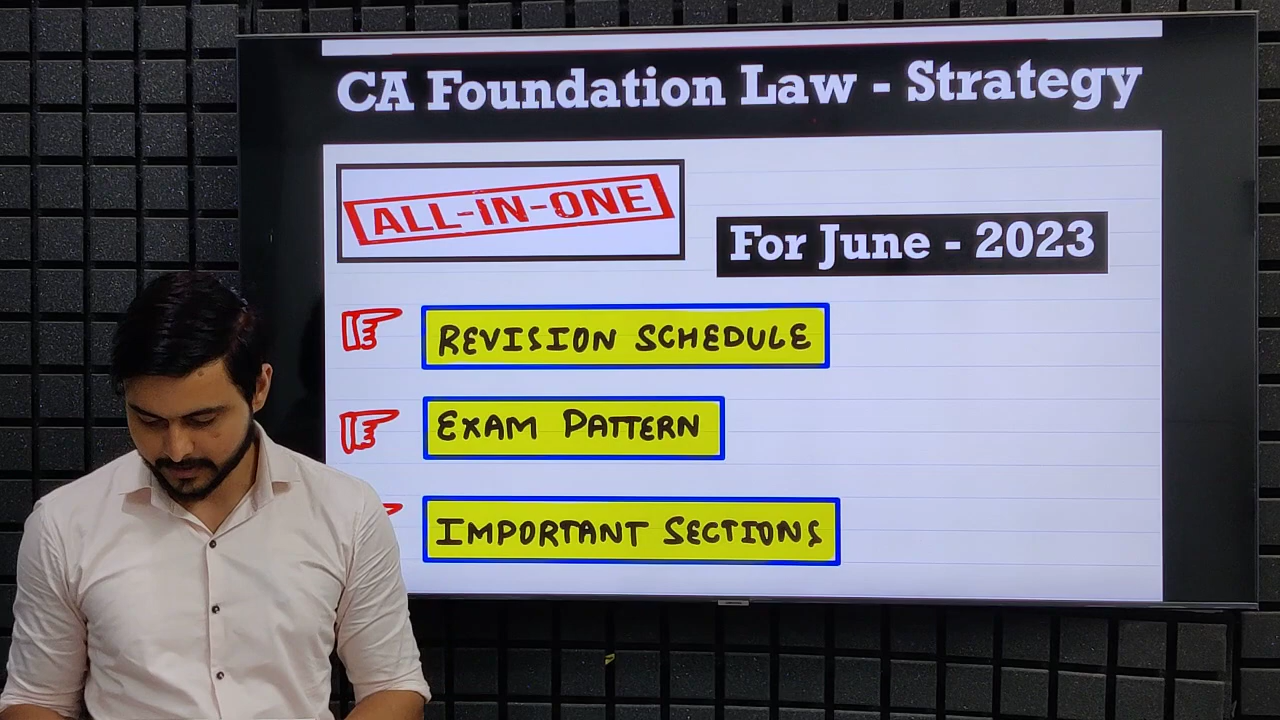 CA Foundation Law - Strategy
ALL-IN-ONE
For June - 2023
REVISION SCHEDULE
EXAM PATTERN
IMPORTANT SECTIONS